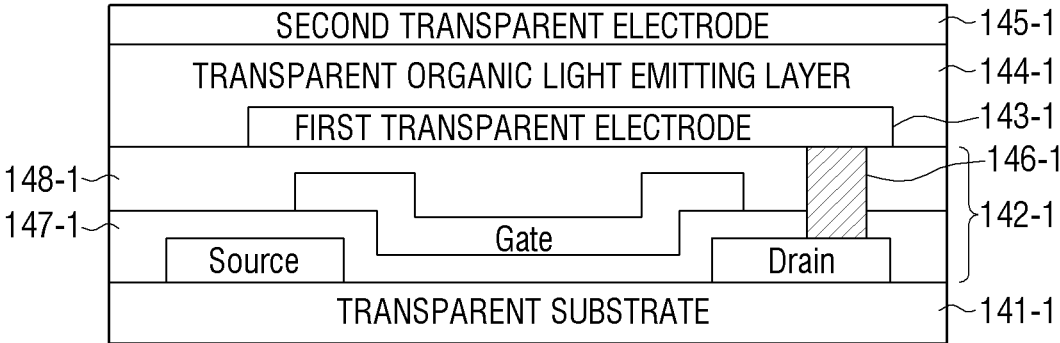 SECOND TRANSPARENT ELECTRODE
145-1
TRANSPARENT ORGANIC LIGHT EMITTING LAYER
144-1
FIRST TRANSPARENT ELECTRODE
143-1
146-1
148-1
142-1
147-1
Gate
Source
Drain
TRANSPARENT SUBSTRATE
141-1